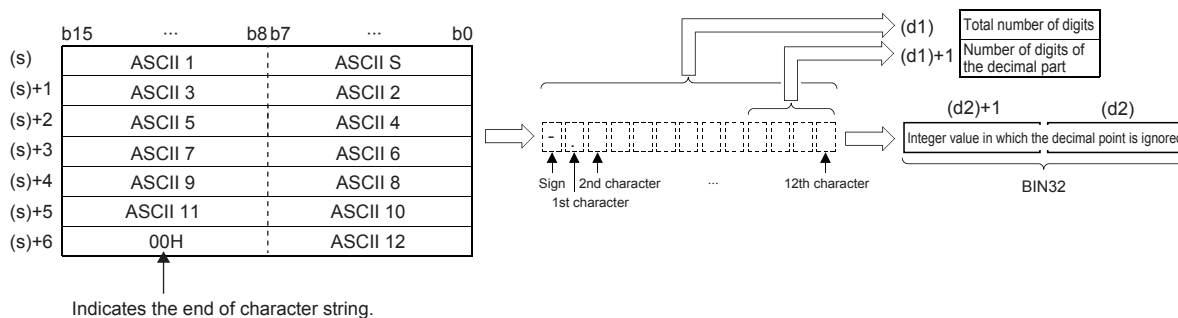 b15 ... b8 b7 ... b0
(s) ASCII 1 ASCII S
(s)+1 ASCII 3 ASCII 2
(s)+2 ASCII 5 ASCII 4
(s)+3 ASCII 7 ASCII 6
(s)+4 ASCII 9 ASCII 8
(s)+5 ASCII 11 ASCII 10
(s)+6 00H ASCII 12
Indicates the end of character string.
- .
Sign 2nd character ... 12th character
1st character
(d1) Total number of digits
(d1)+1 Number of digits of
the decimal part
(d2)+1 (d2)
Integer value in which the decimal point is ignored
BIN32